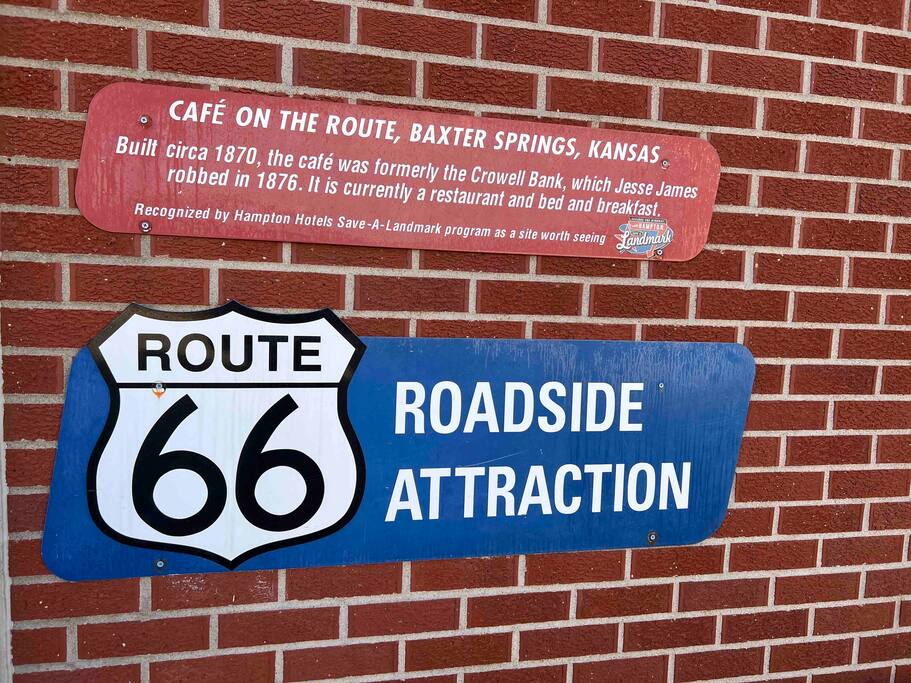 CAFÉ ON THE ROUTE, BAXTER SPRINGS, KANSAS
Built circa 1870, the café was formerly the Crowell Bank, which Jesse James
robbed in 1876. It is currently a restaurant and bed and breakfast.
Recognized by Hampton Hotels Save-A-Landmark program as a site worth seeing
HAMPTON
Landmark
ROUTE
66
ROADSIDE
ATTRACTION